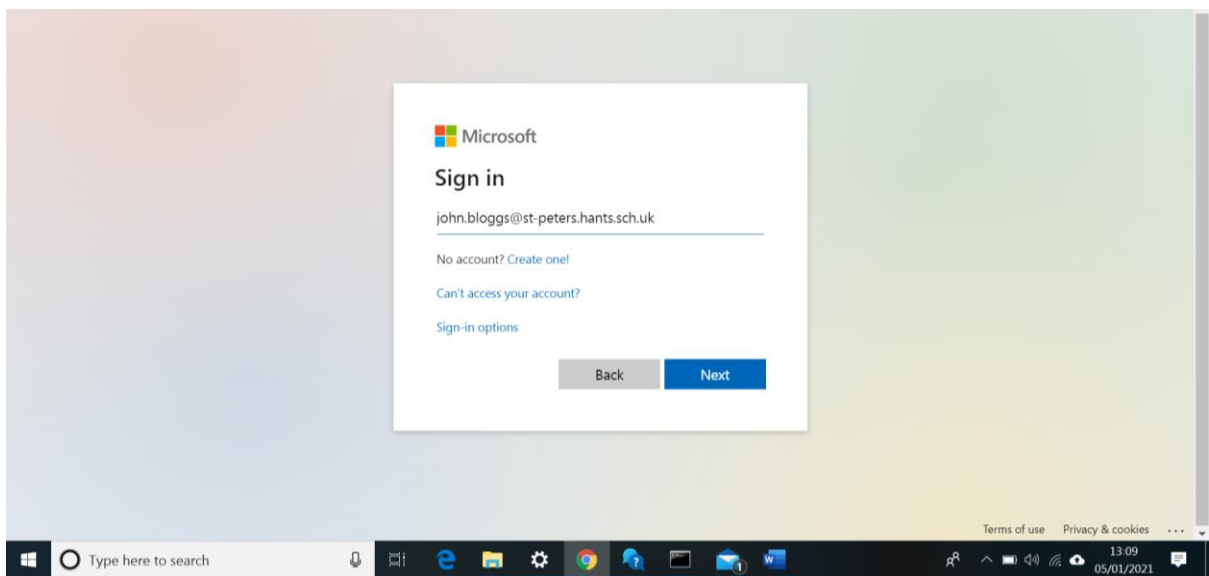 Microsoft
Sign in
john.bloggs@st-peters.hants.sch.uk
No account? Create one!
Can't access your account?
Sign-in options
Back Next
Terms of use Privacy & cookies ...
Type here to search
1
13:09
05/01/2021